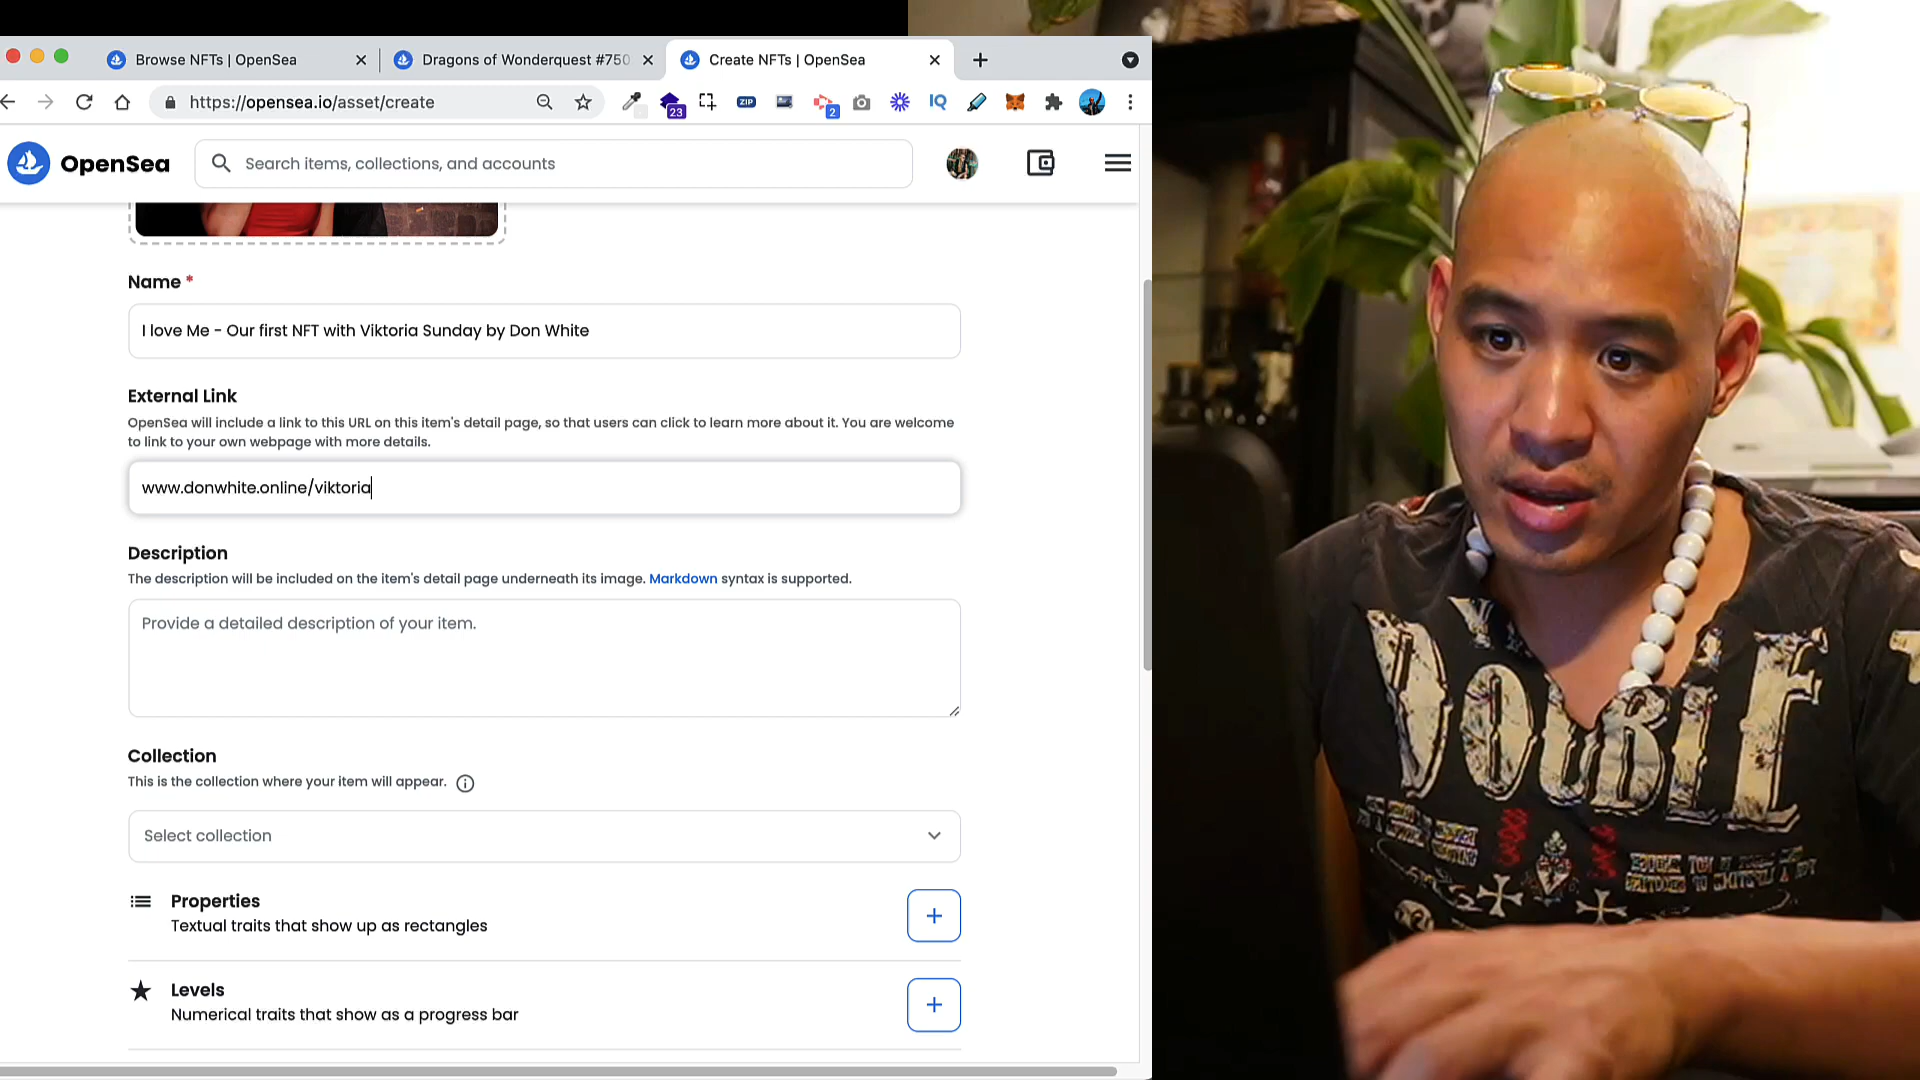 Browse NFTs | OpenSea
Dragons of Wonderquest #750
Create NFTs | OpenSea
https://opensea.io/asset/create
ZIP
23
2
IQ
OpenSea
Search items, collections, and accounts
Name *
I love Me - Our first NFT with Viktoria Sunday by Don White
External Link
OpenSea will include a link to this URL on this item's detail page, so that users can click to learn more about it. You are welcome
to link to your own webpage with more details.
www.donwhite.online/viktoria
Description
The description will be included on the item's detail page underneath its image. Markdown syntax is supported.
Provide a detailed description of your item.
Collection
This is the collection where your item will appear.
Select collection
Properties
Textual traits that show up as rectangles
Levels
Numerical traits that show as a progress bar
DOUBLE